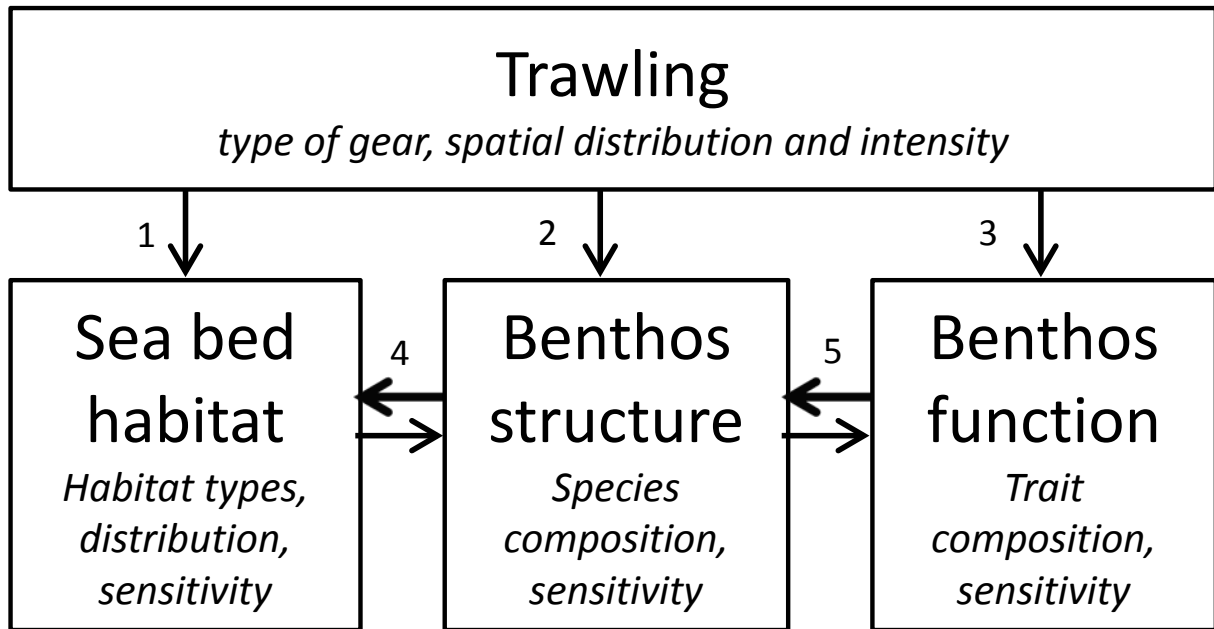 Trawling
type of gear, spatial distribution and intensity
1
2
3
Sea bed
habitat
Habitat types,
distribution,
sensitivity
4
Benthos
structure
Species
composition,
sensitivity
5
Benthos
function
Trait
composition,
sensitivity